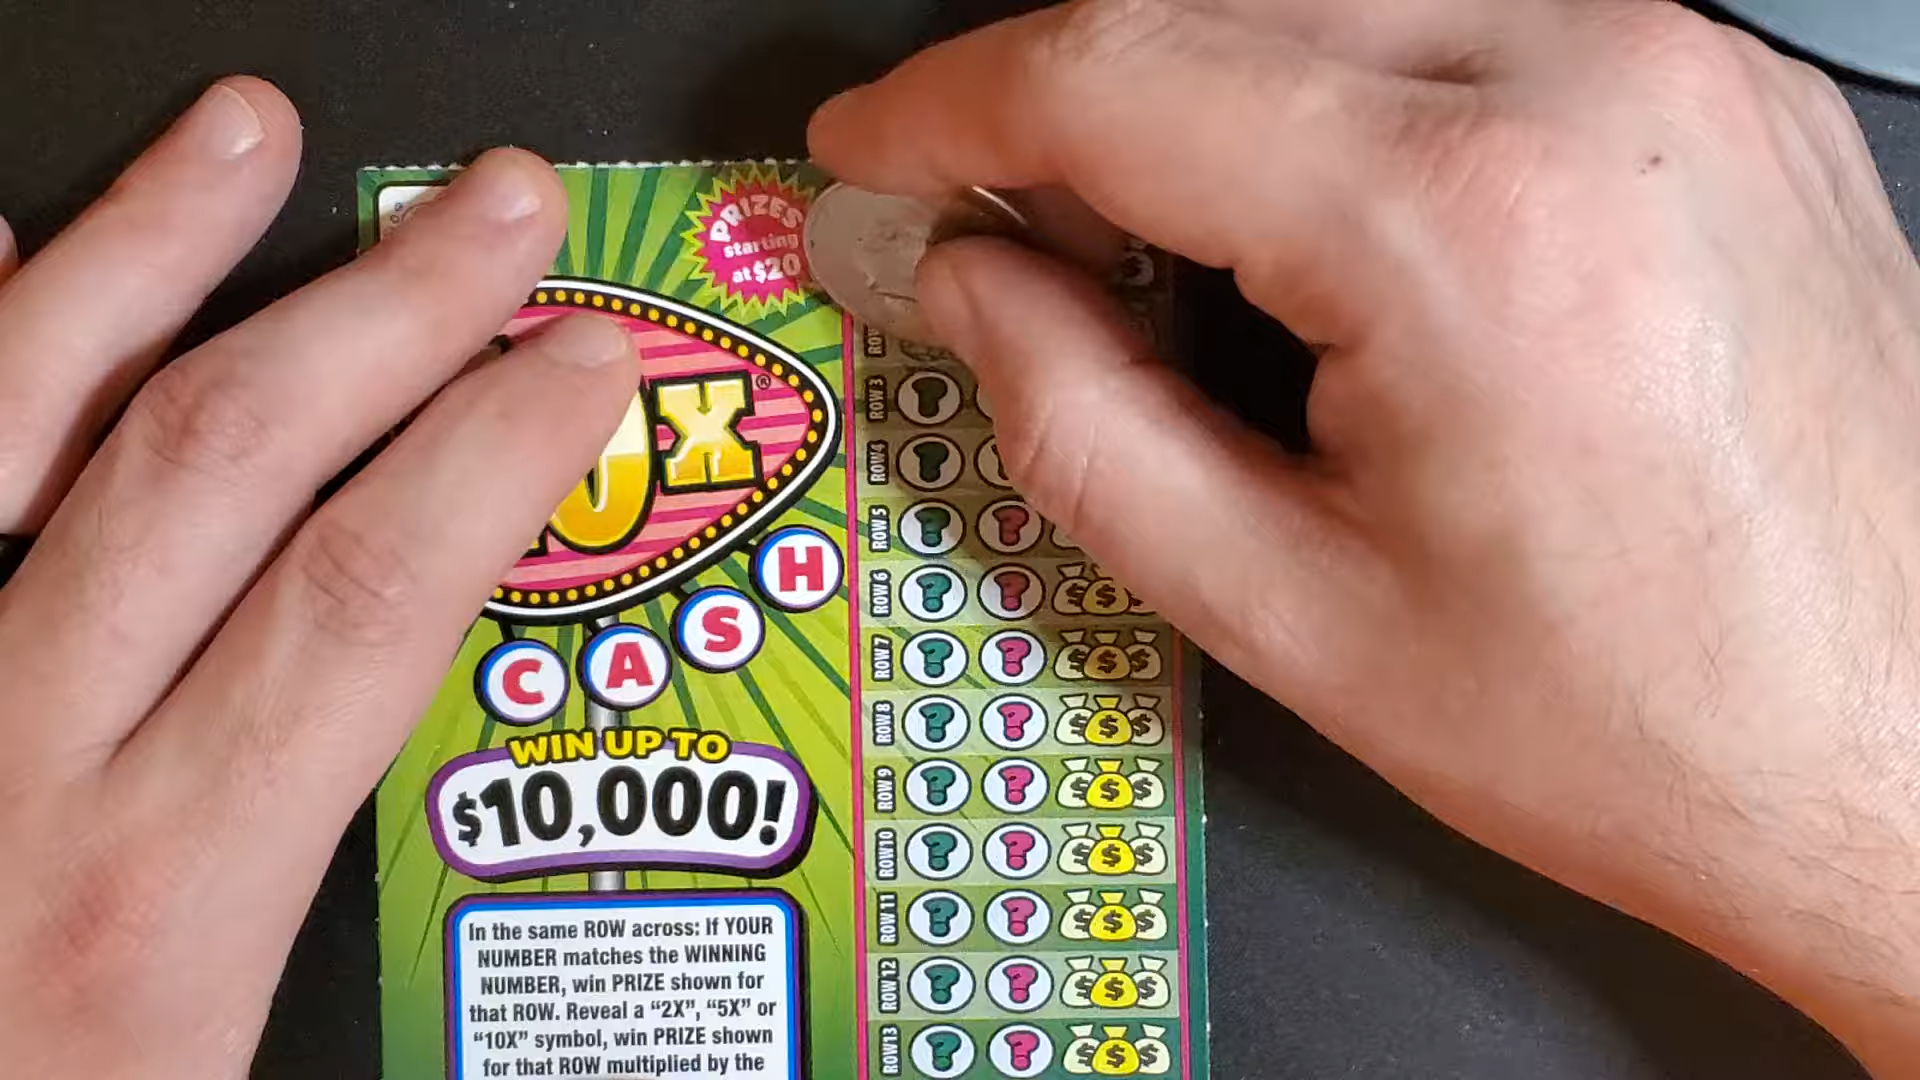 PRIZES
starting
at $20
0X®
CASH
WIN UP TO
$10,000!
In the same ROW across: If YOUR
NUMBER matches the WINNING
NUMBER, win PRIZE shown for
that ROW. Reveal a “2X”, “5X” or
“10X” symbol, win PRIZE shown
for that ROW multiplied by the
ROW 3
ROW 4
ROW 5
ROW 6
ROW 7
ROW 8
ROW 9
ROW 10
ROW 11
ROW 12
ROW 13